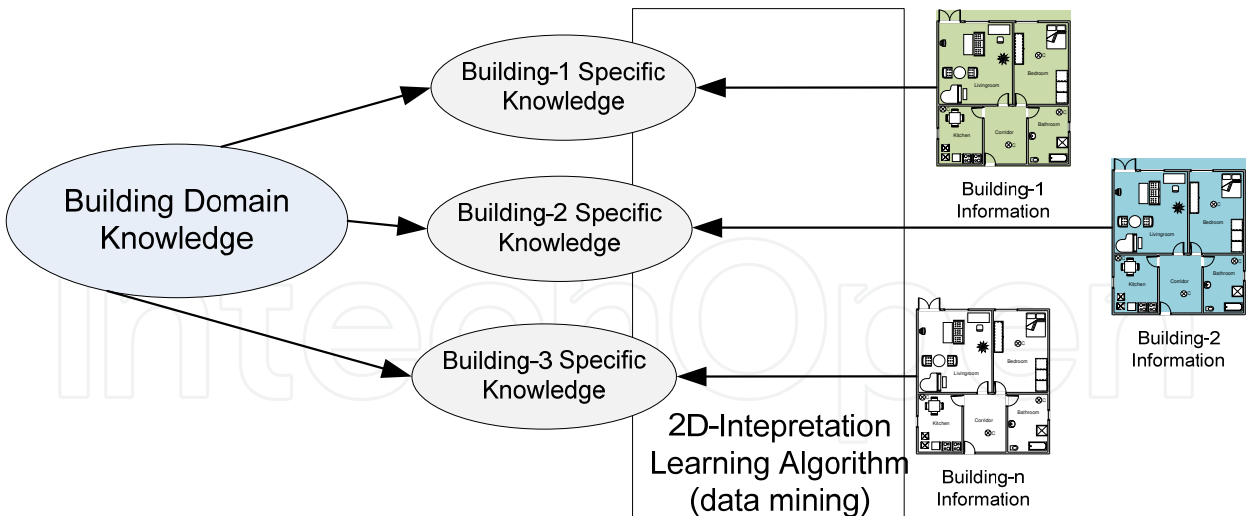 Building Domain
Knowledge
Building-1 Specific
Knowledge
Building-2 Specific
Knowledge
Building-3 Specific
Knowledge
2D-Intepretation
Learning Algorithm
(data mining)
Livingroom
Bedroom
Kitchen
Corridor
Bathroom
C
C
C
C
Building-1
Information
Livingroom
Bedroom
Kitchen
Corridor
Bathroom
C
C
C
C
Building-2
Information
Livingroom
Bedroom
Kitchen
Corridor
Bathroom
C
C
C
C
Building-n
Information
IntechOpen